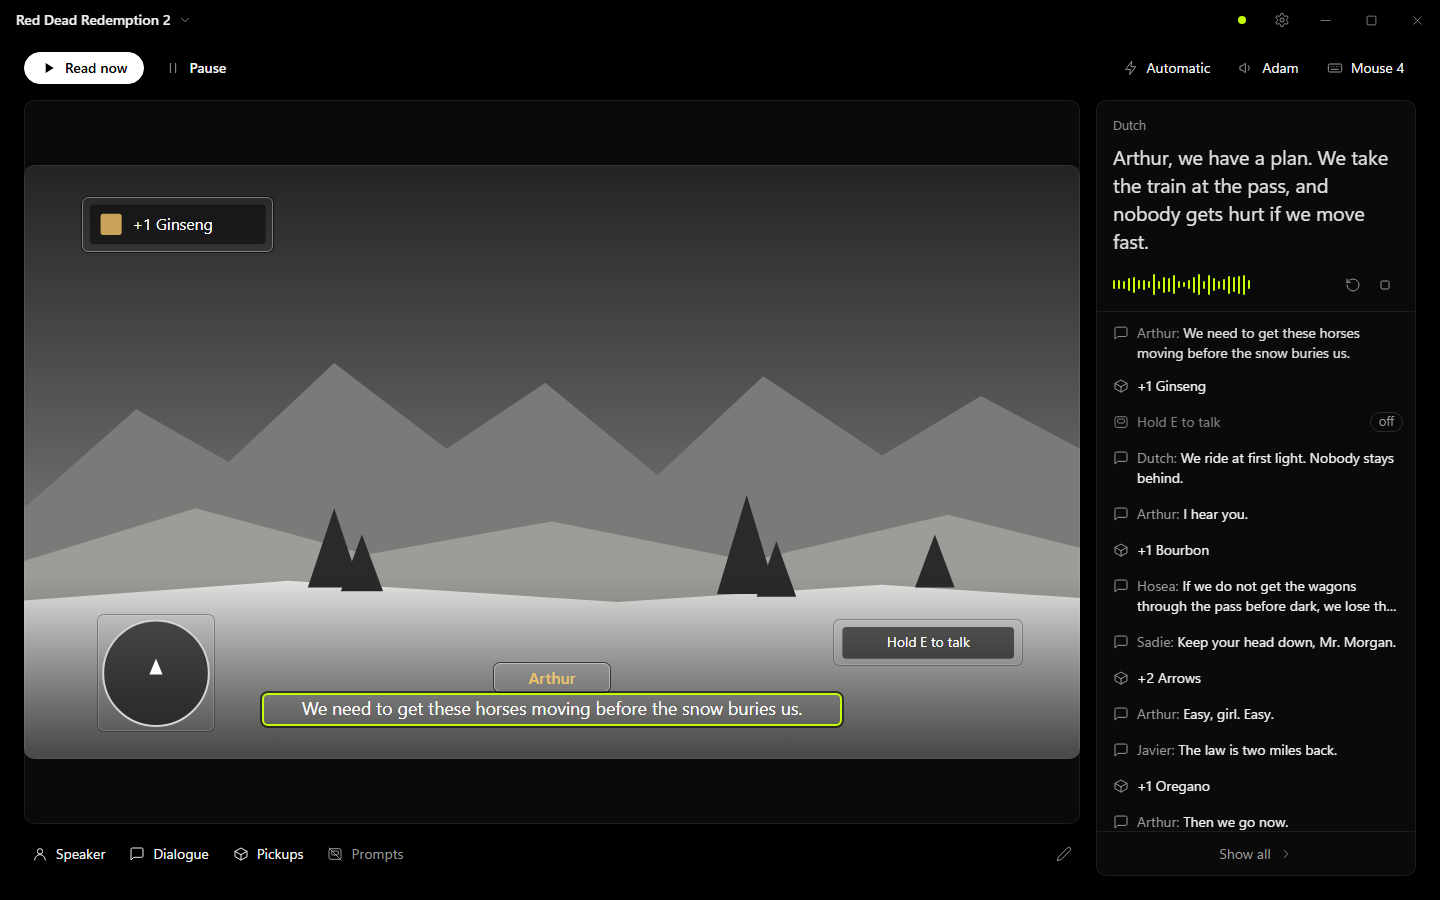 Red Dead Redemption 2
Read now
Pause
Automatic
Adam
Mouse 4
+1 Ginseng
Hold E to talk
Arthur
We need to get these horses moving before the snow buries us.
Speaker
Dialogue
Pickups
Prompts
Dutch
Arthur, we have a plan. We take
the train at the pass, and
nobody gets hurt if we move
fast.
Arthur: We need to get these horses
moving before the snow buries us.
+1 Ginseng
Hold E to talk
off
Dutch: We ride at first light. Nobody stays
behind.
Arthur: I hear you.
+1 Bourbon
Hosea: If we do not get the wagons
through the pass before dark, we lose th...
Sadie: Keep your head down, Mr. Morgan.
+2 Arrows
Arthur: Easy, girl. Easy.
Javier: The law is two miles back.
+1 Oregano
Arthur: Then we go now.
Show all